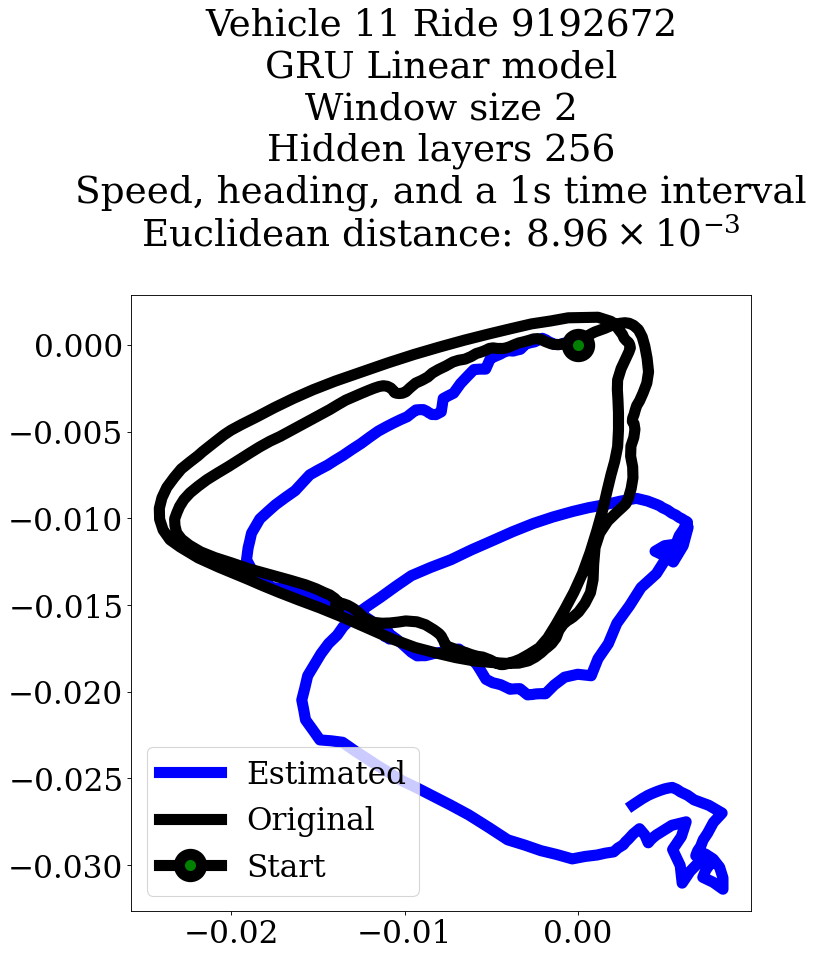 Vehicle 11 Ride 9192672
GRU Linear model
Window size 2
Hidden layers 256
Speed, heading, and a 1s time interval
Euclidean distance: 8.96 × 10⁻³
0.000
−0.005
−0.010
−0.015
−0.020
−0.025
−0.030
Estimated
Original
Start
−0.02 −0.01 0.00